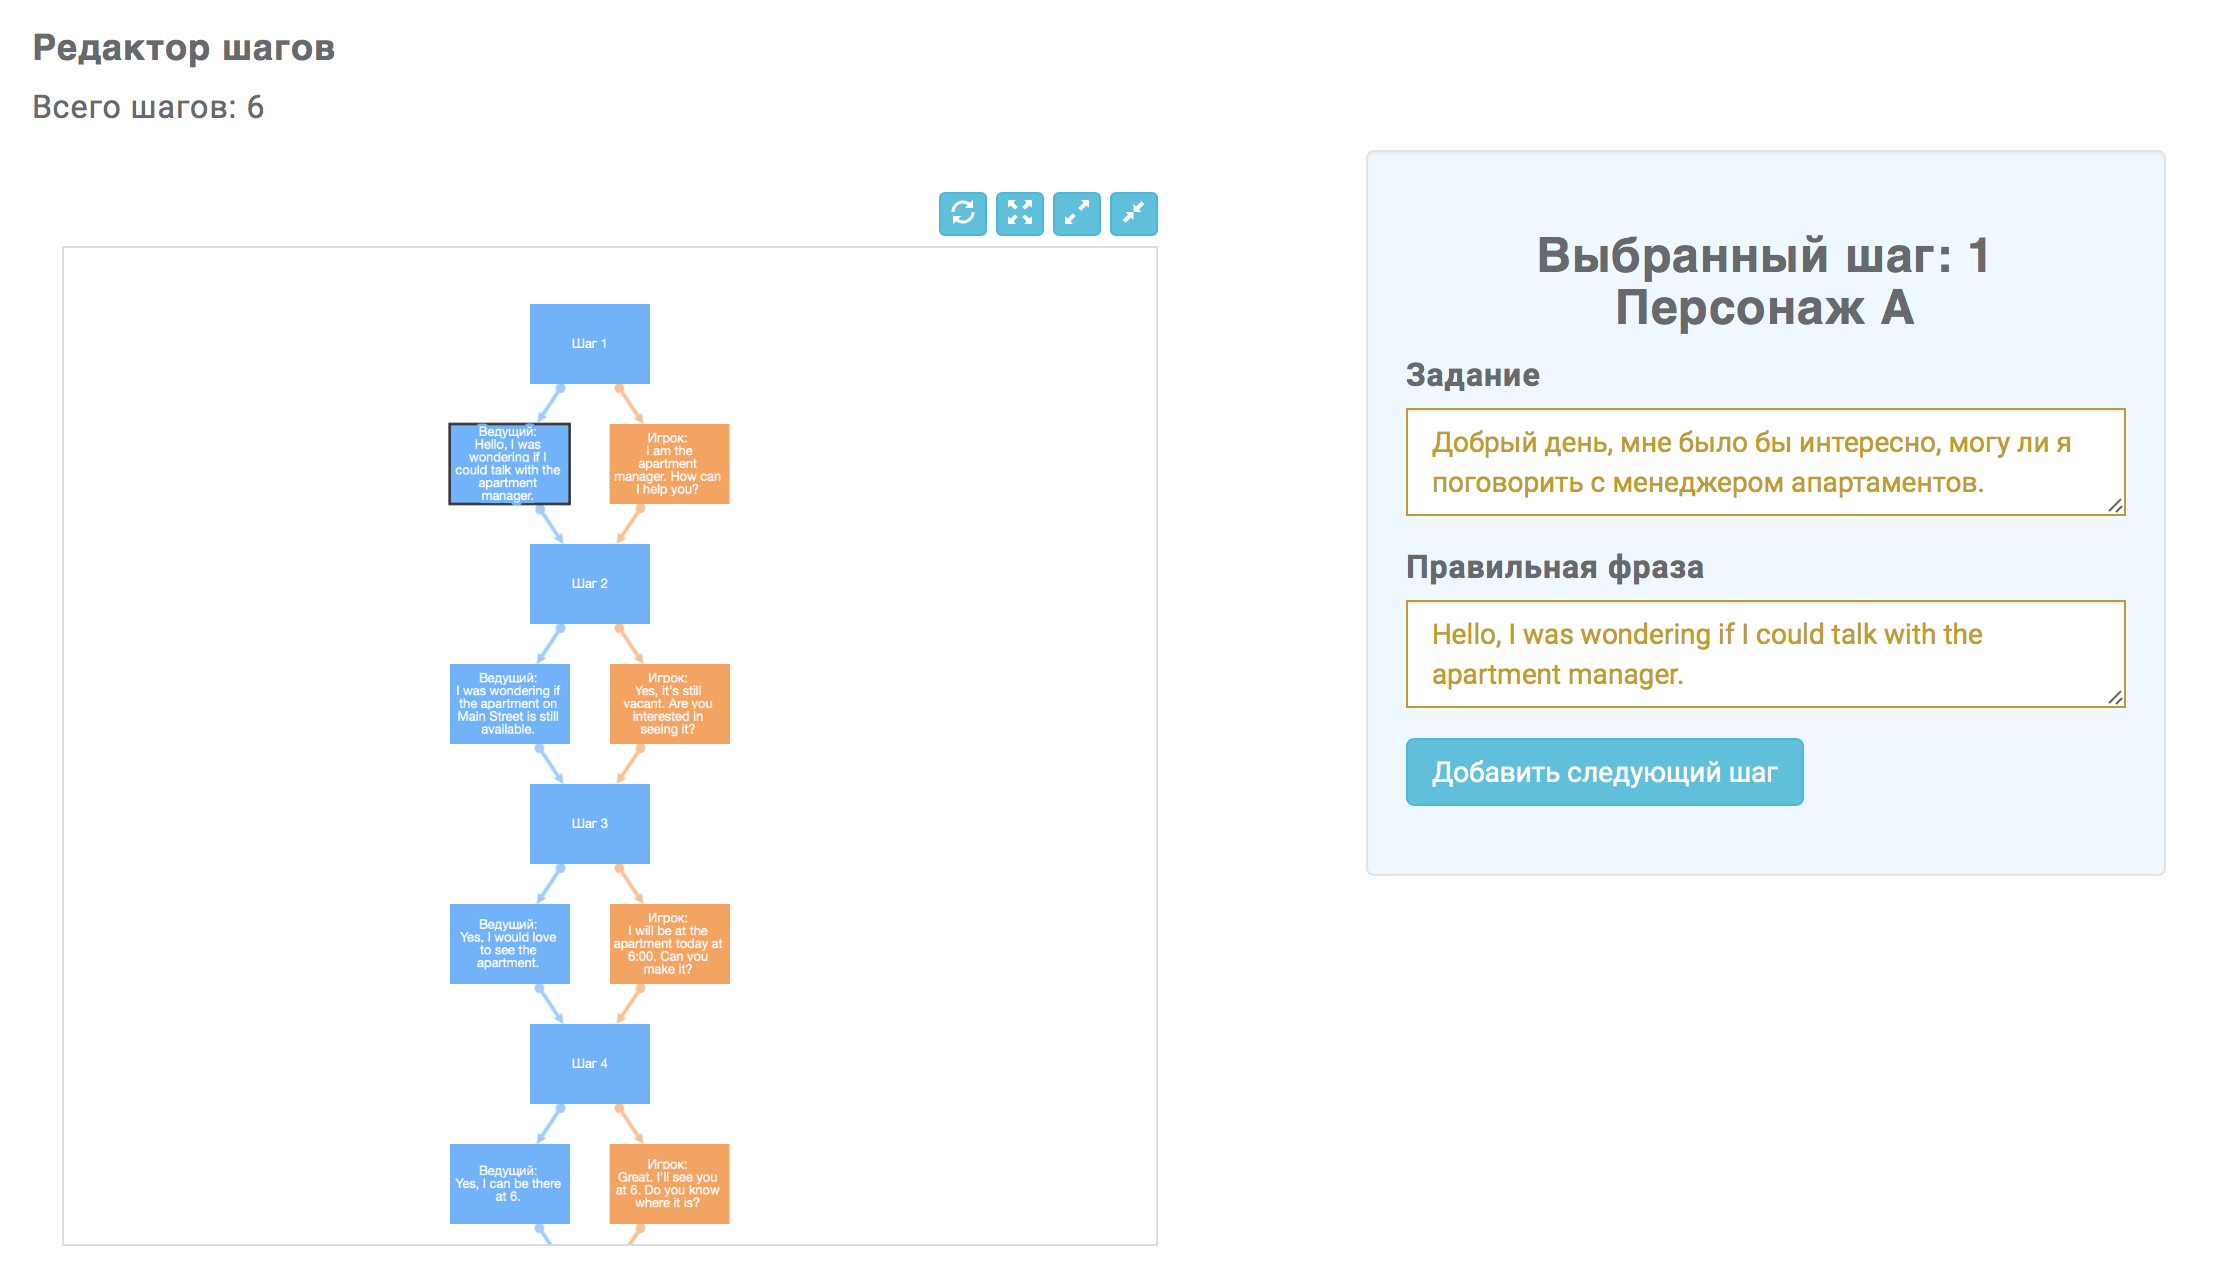 Редактор шагов
Всего шагов: 6
Шаг 1
Ведущий:
Hello, I was
wondering if I
could talk with the
apartment
manager.
Игрок:
I am the
apartment
manager. How can
I help you?
Шаг 2
Ведущий:
I was wondering if
the apartment on
Main Street is still
available.
Игрок:
Yes, it's still
vacant. Are you
interested in
seeing it?
Шаг 3
Ведущий:
Yes, I would love
to see the
apartment.
Игрок:
I will be at the
apartment today at
6:00. Can you
make it?
Шаг 4
Ведущий:
Yes, I can be there
at 6.
Игрок:
Great. I'll see you
at 6. Do you know
where it is?
Выбранный шаг: 1
Персонаж А
Задание
Добрый день, мне было бы интересно, могу ли я
поговорить с менеджером апартаментов.
Правильная фраза
Hello, I was wondering if I could talk with the
apartment manager.
Добавить следующий шаг